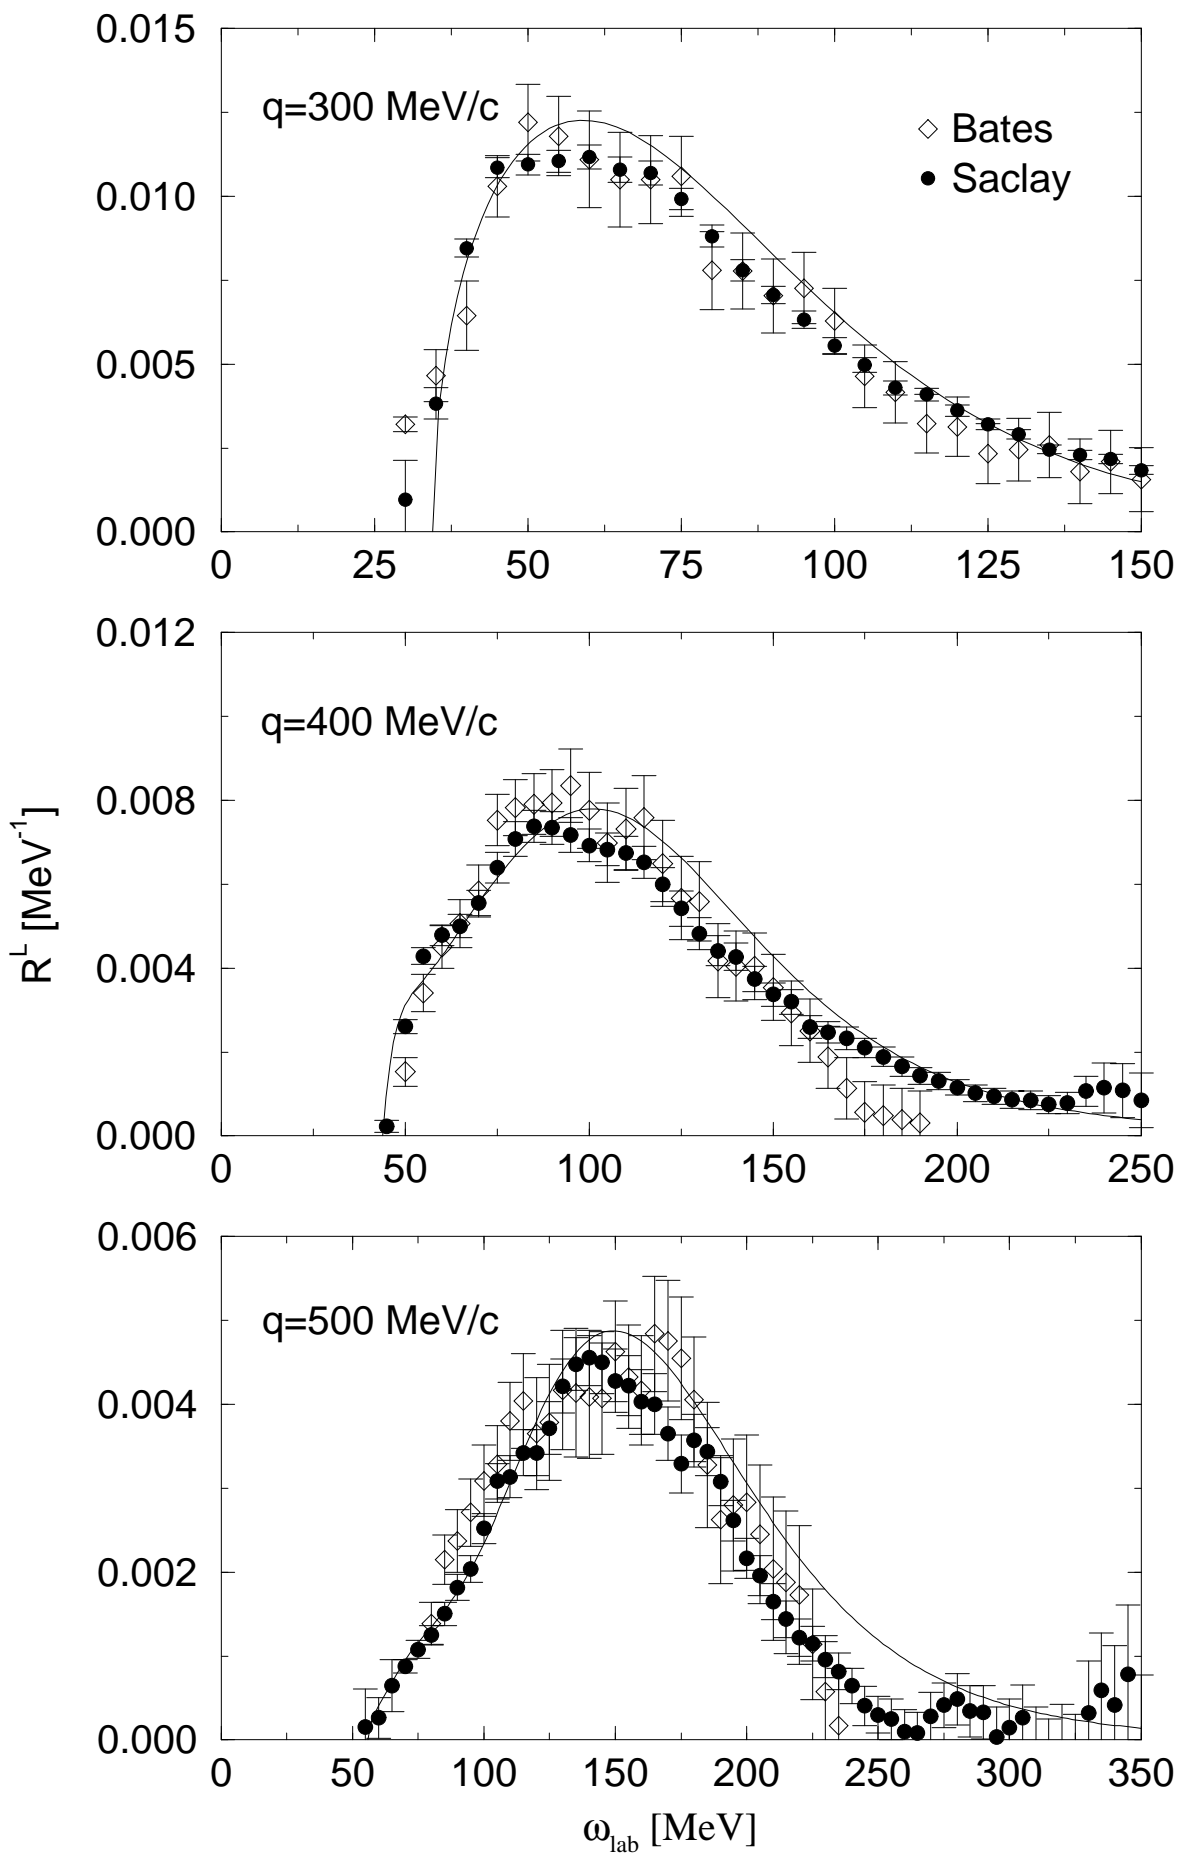 0.015
q=300 MeV/c
Bates
Saclay
0.010
0.005
0.000
0 25 50 75 100 125 150
0.012
q=400 MeV/c
0.008
R^L [MeV^-1]
0.004
0.000
0 50 100 150 200 250
0.006
q=500 MeV/c
0.004
0.002
0.000
0 50 100 150 200 250 300 350
ω_lab [MeV]